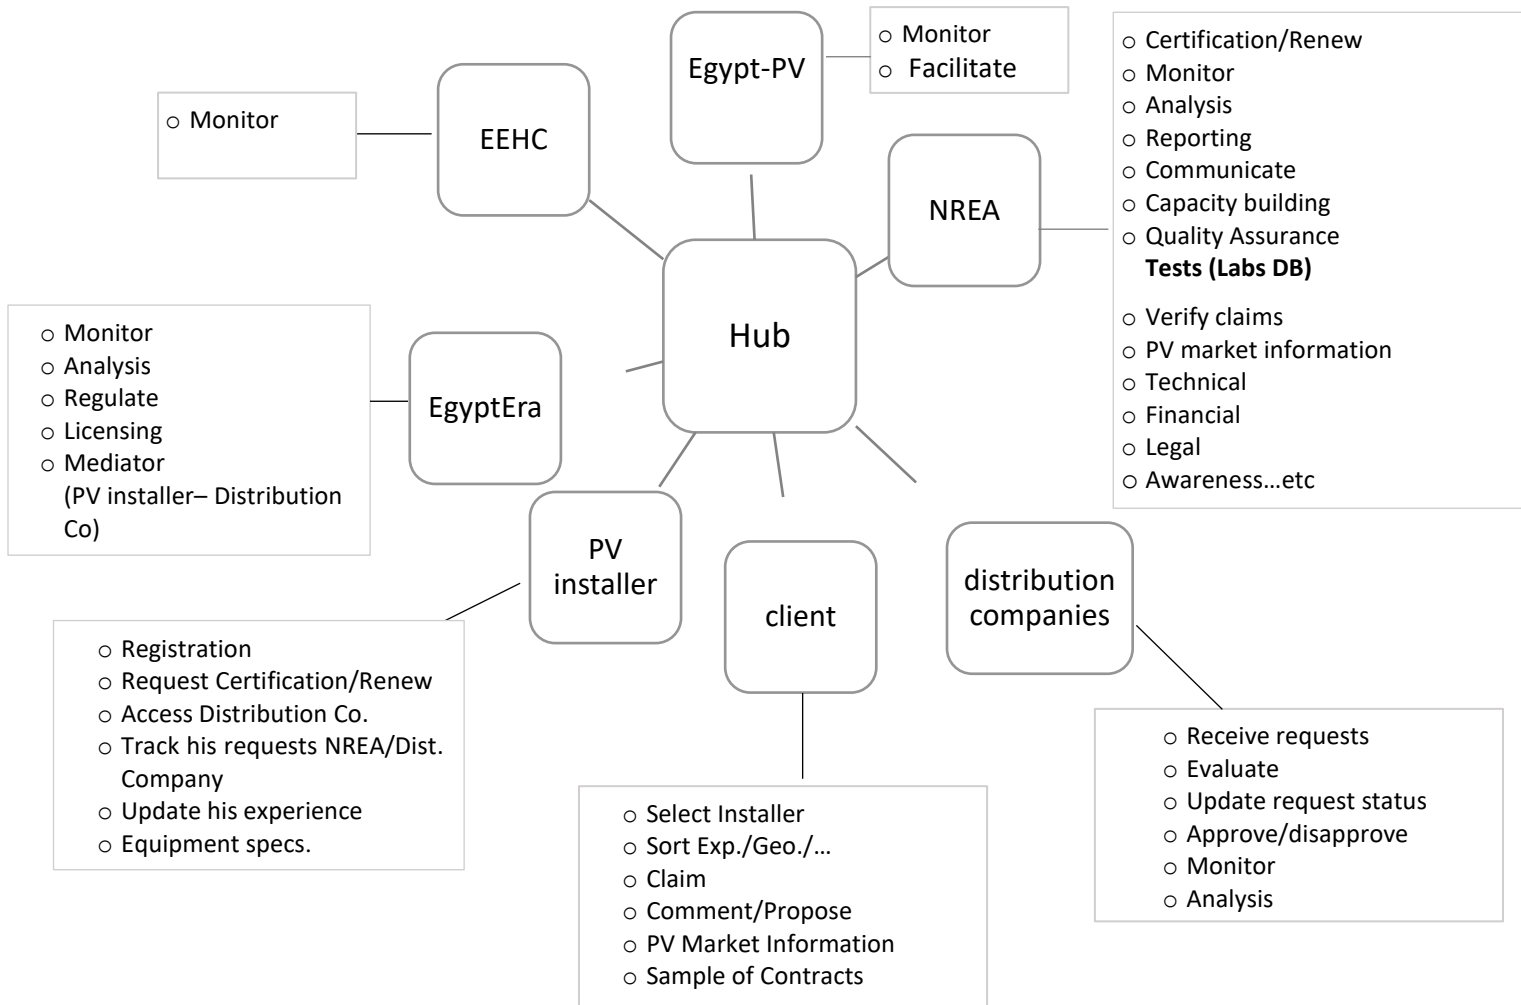 Egypt-PV
○ Monitor
○ Facilitate
EEHC
○ Monitor
NREA
○ Certification/Renew
○ Monitor
○ Analysis
○ Reporting
○ Communicate
○ Capacity building
○ Quality Assurance
Tests (Labs DB)
○ Verify claims
○ PV market information
○ Technical
○ Financial
○ Legal
○ Awareness...etc
Hub
EgyptEra
○ Monitor
○ Analysis
○ Regulate
○ Licensing
○ Mediator
(PV installer– Distribution
Co)
PV
installer
○ Registration
○ Request Certification/Renew
○ Access Distribution Co.
○ Track his requests NREA/Dist.
Company
○ Update his experience
○ Equipment specs.
client
○ Select Installer
○ Sort Exp./Geo./...
○ Claim
○ Comment/Propose
○ PV Market Information
○ Sample of Contracts
distribution
companies
○ Receive requests
○ Evaluate
○ Update request status
○ Approve/disapprove
○ Monitor
○ Analysis